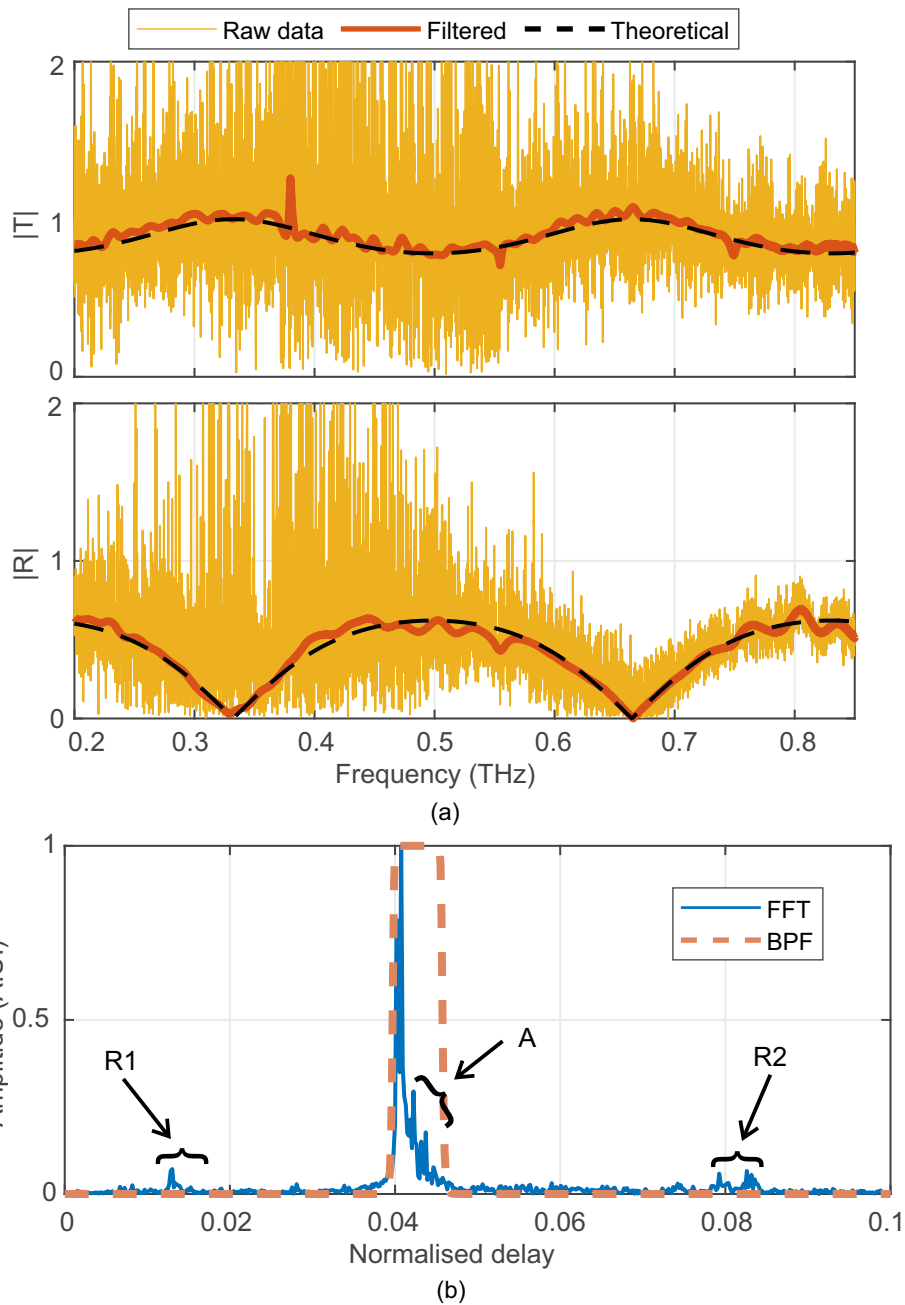 (a)
Raw data Filtered Theoretical
2
1
0
|T|
2
1
0
|R|
0.2 0.3 0.4 0.5 0.6 0.7 0.8
Frequency (THz)
(a)
1
0.5
0
FFT
BPF
R1
A
R2
0 0.02 0.04 0.06 0.08 0.1
Normalised delay
(b)